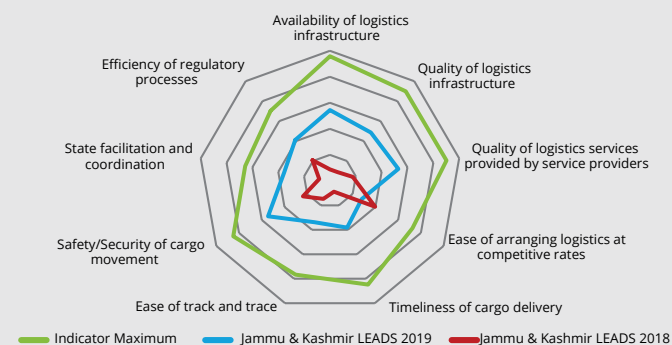 Availability of logistics
infrastructure
Efficiency of regulatory
processes
Quality of logistics
infrastructure
State facilitation and
coordination
Quality of logistics services
provided by service providers
Safety/Security of cargo
movement
Ease of arranging logistics at
competitive rates
Ease of track and trace
Timeliness of cargo delivery
Indicator Maximum
Jammu & Kashmir LEADS 2019
Jammu & Kashmir LEADS 2018